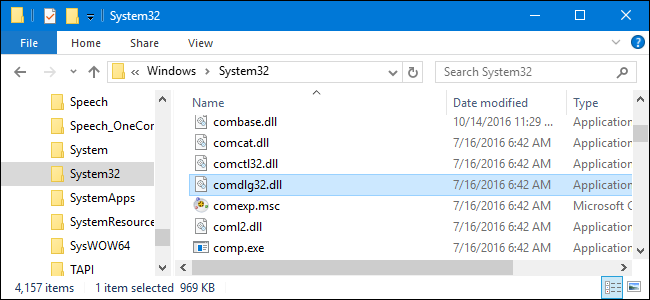 System32
File Home Share View
Windows System32
Search System32
Speech
Speech_OneCo
System
System32
SystemApps
SystemResource
SysWOW64
TAPI
Name Date modified Type
combase.dll 10/14/2016 11:29 ... Application
comcat.dll 7/16/2016 6:42 AM Application
comctl32.dll 7/16/2016 6:42 AM Application
comdlg32.dll 7/16/2016 6:42 AM Application
comexp.msc 7/16/2016 6:42 AM Microsoft C
coml2.dll 7/16/2016 6:42 AM Application
comp.exe 7/16/2016 6:42 AM Application
4,157 items 1 item selected 969 KB